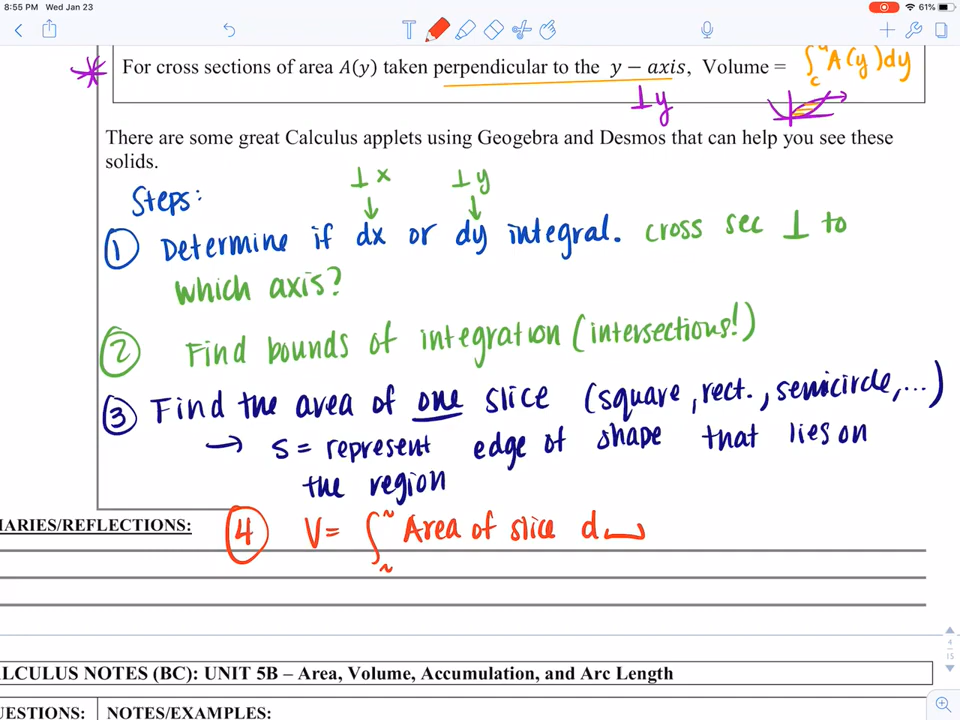 8:55 PM Wed Jan 23
61%
For cross sections of area A(y) taken perpendicular to the y − axis, Volume = ∫ A(y)dy
c
⊥y
There are some great Calculus applets using Geogebra and Desmos that can help you see these
solids.
⊥ x ⊥ y
Steps:
① Determine if dx or dy integral. cross sec ⊥ to
which axis?
② Find bounds of integration (intersections!)
③ Find the area of one slice (square, rect., semicircle, ...)
→ s = represent edge of shape that lies on
the region
④ V = ∫ Area of slice d
ARIES/REFLECTIONS:
ALCULUS NOTES (BC): UNIT 5B – Area, Volume, Accumulation, and Arc Length
UESTIONS: NOTES/EXAMPLES:
4
15